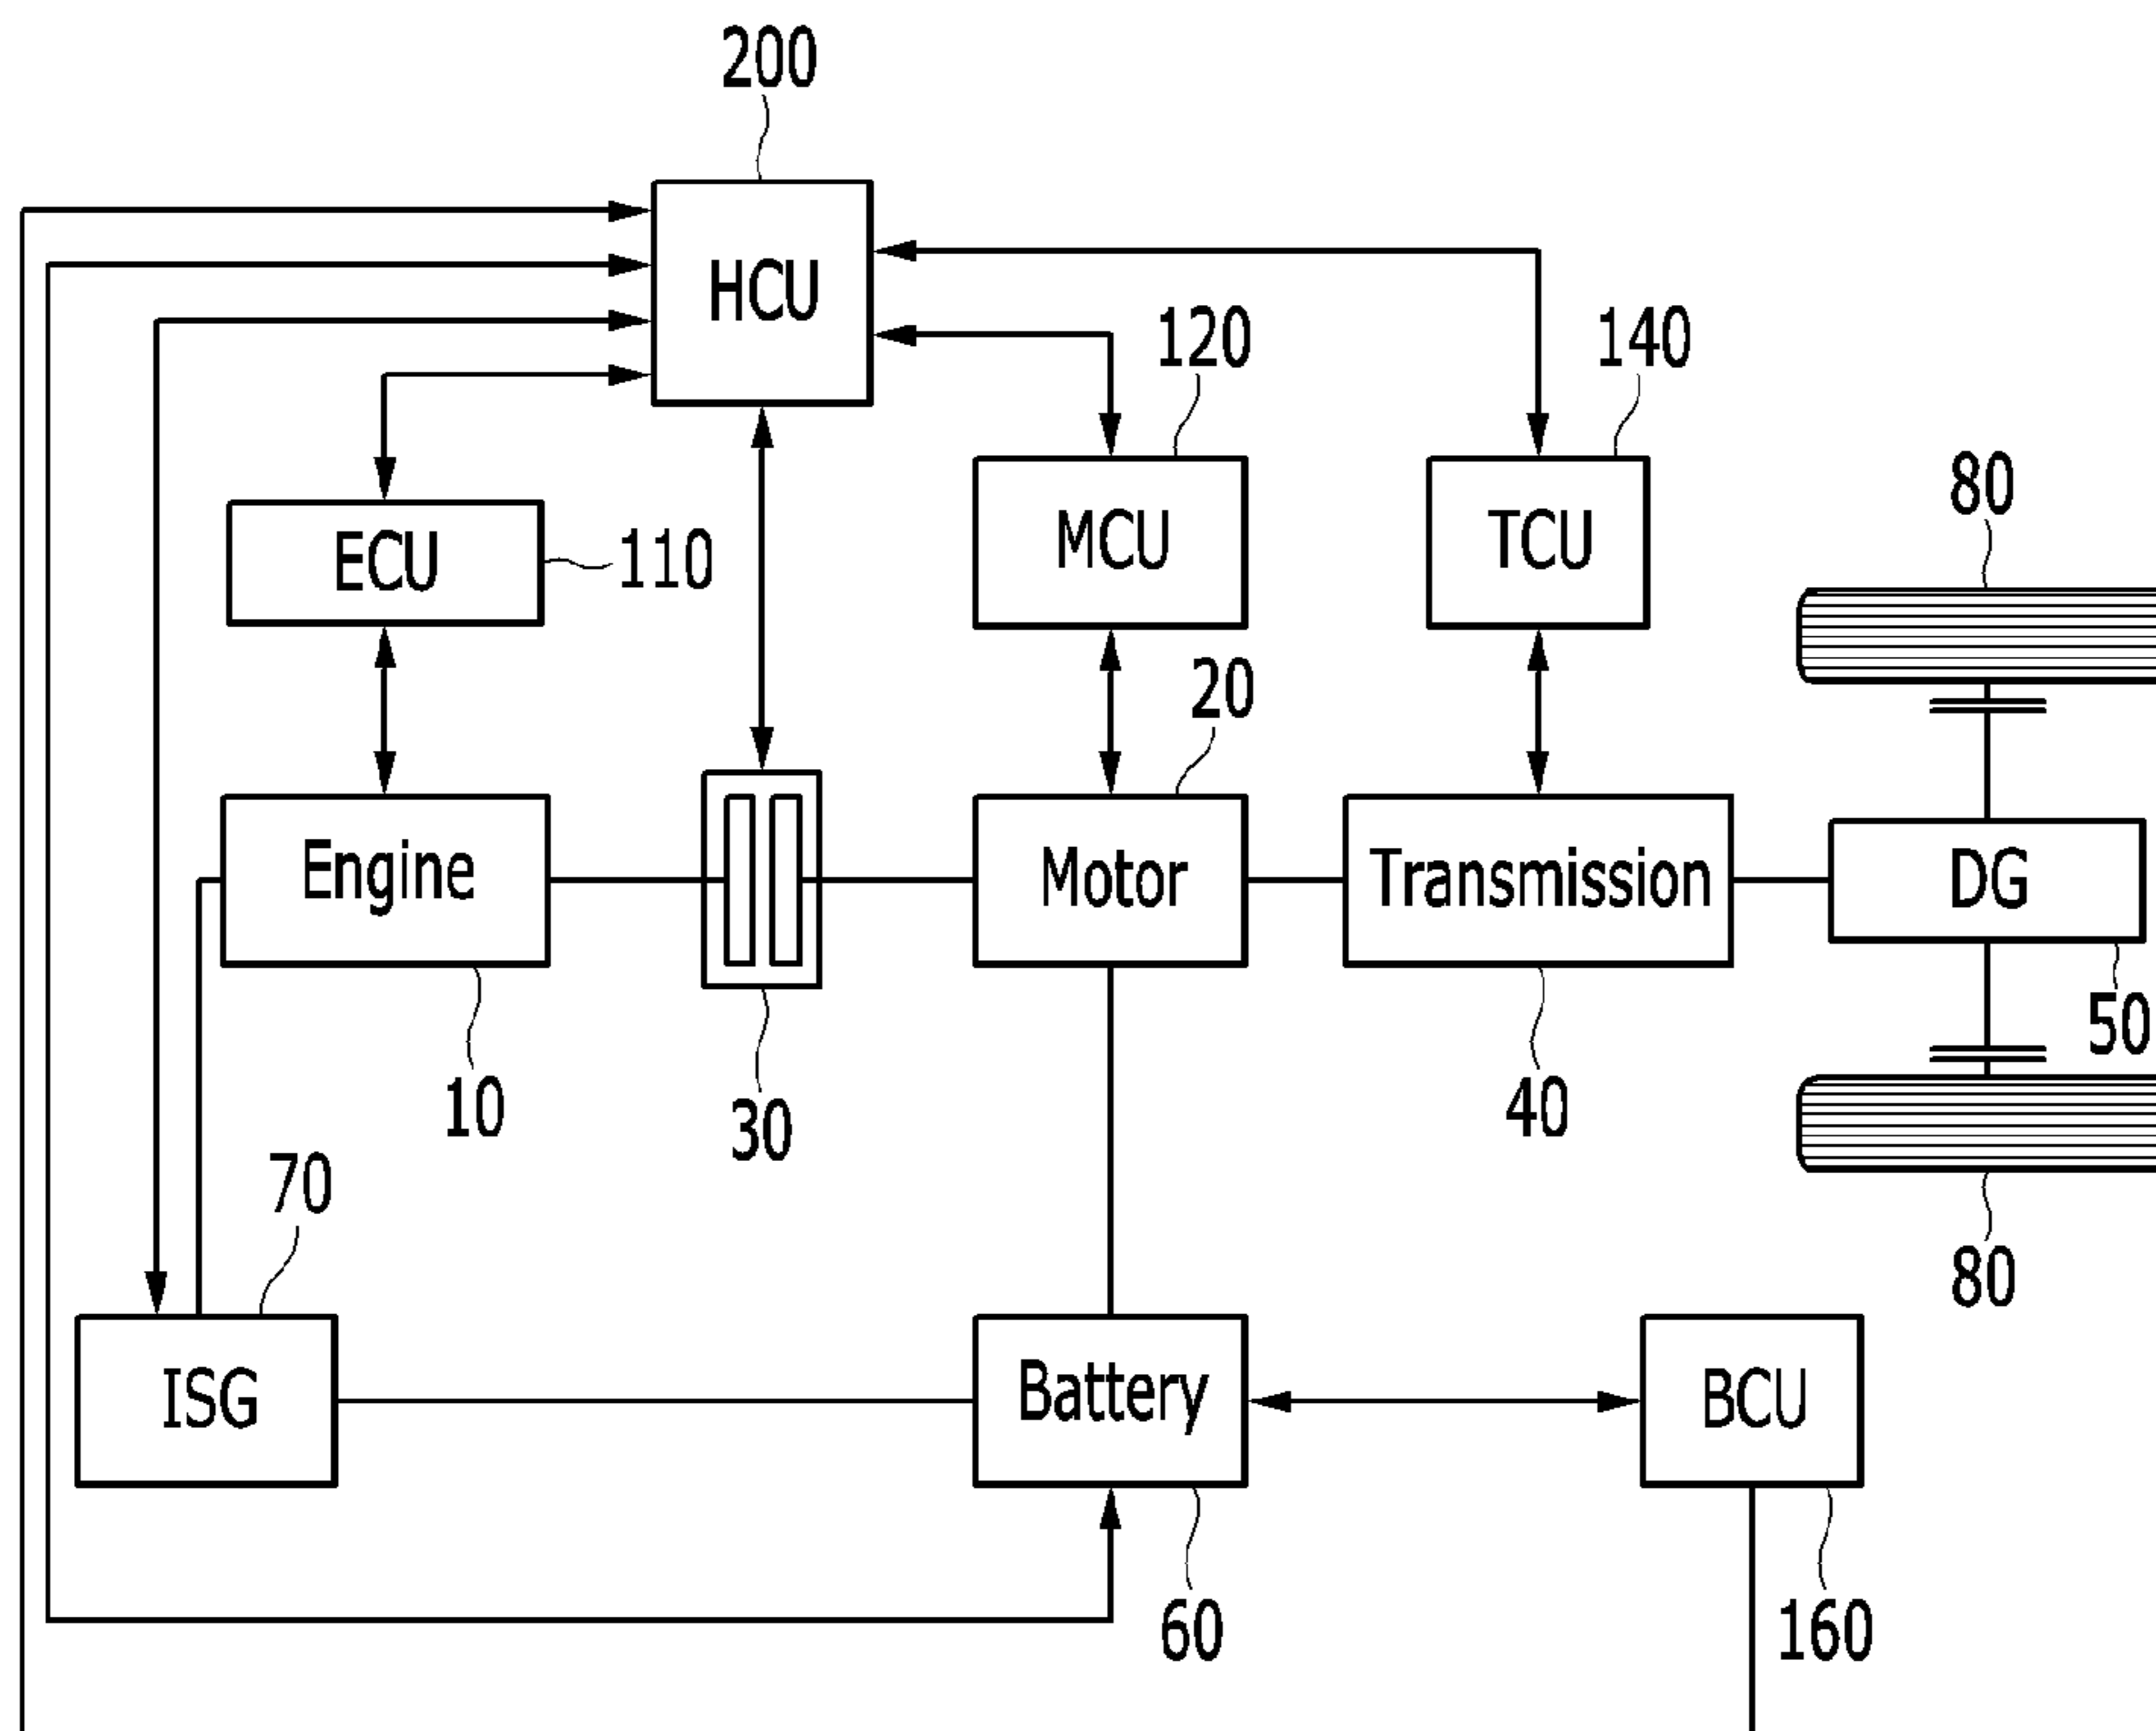 200
HCU
120
140
80
MCU
TCU
ECU
110
20
Engine
Motor
Transmission
DG
50
10
30
40
70
80
ISG
Battery
BCU
60
160